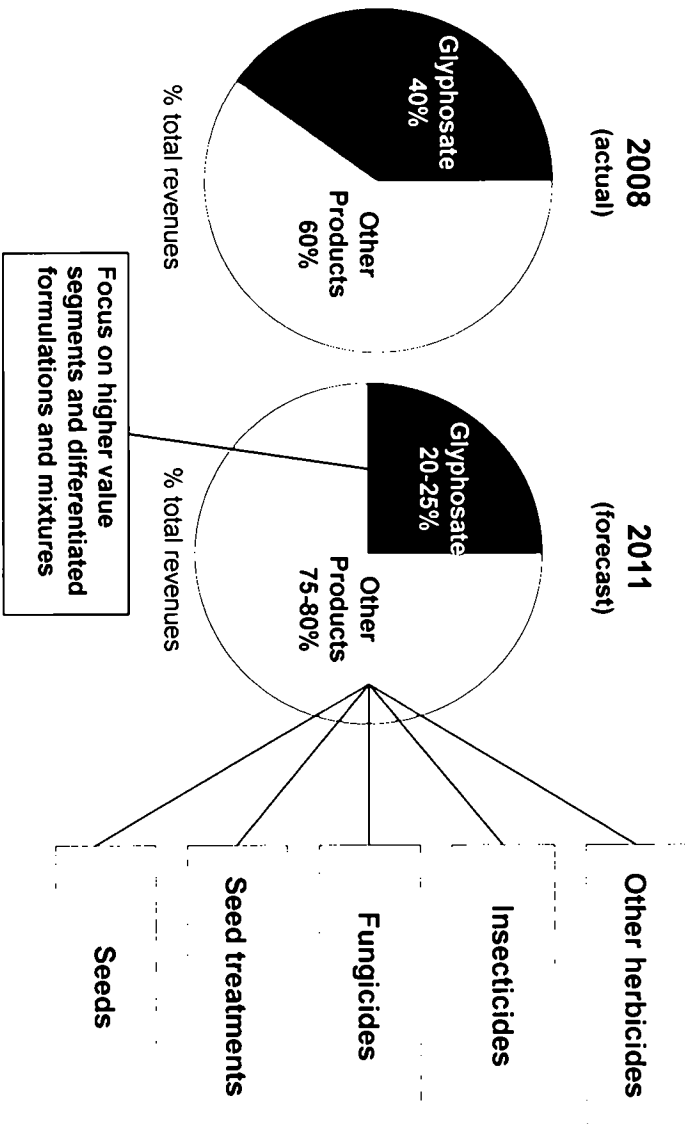 2008
(actual)
Glyphosate
40%
Other
Products
60%
% total revenues
2011
(forecast)
Glyphosate
20-25%
Other
Products
75-80%
% total revenues
Focus on higher value
segments and differentiated
formulations and mixtures
Other herbicides
Insecticides
Fungicides
Seed treatments
Seeds